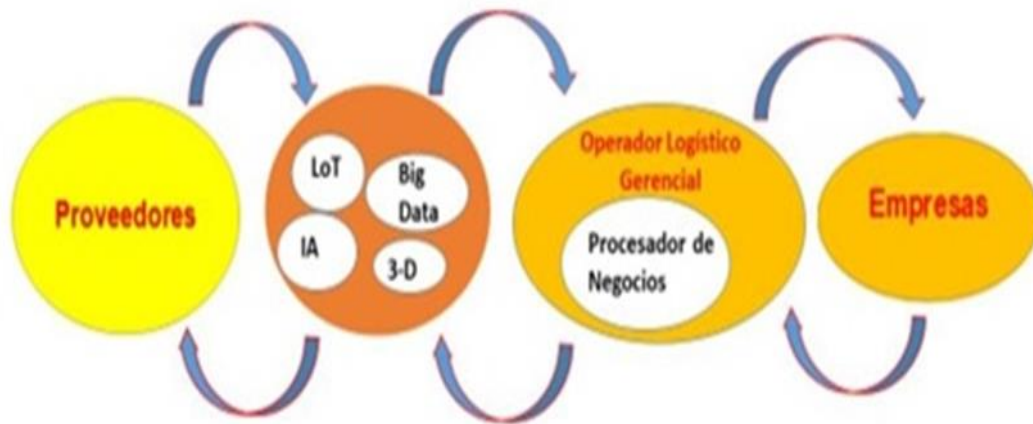 Proveedores
LoT
Big
Data
IA
3-D
Operador Logístico
Gerencial
Procesador de
Negocios
Empresas